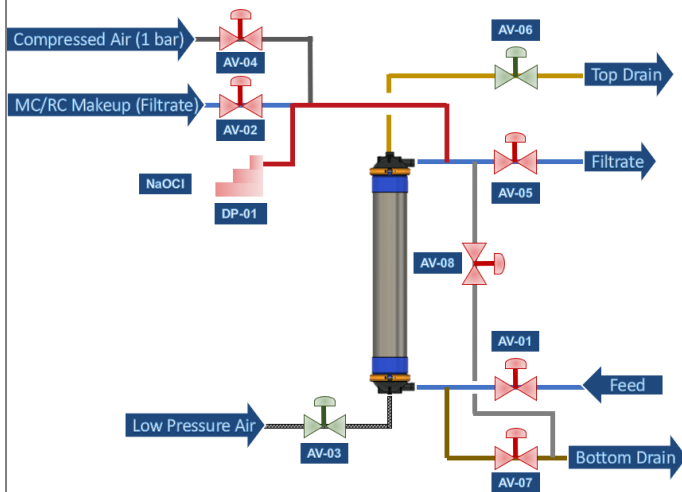 AV-06
Compressed Air (1 bar)
AV-04
Top Drain
MC/RC Makeup (Filtrate)
AV-02
Filtrate
NaOCl
AV-05
DP-01
AV-08
AV-01
Feed
Low Pressure Air
AV-03
Bottom Drain
AV-07